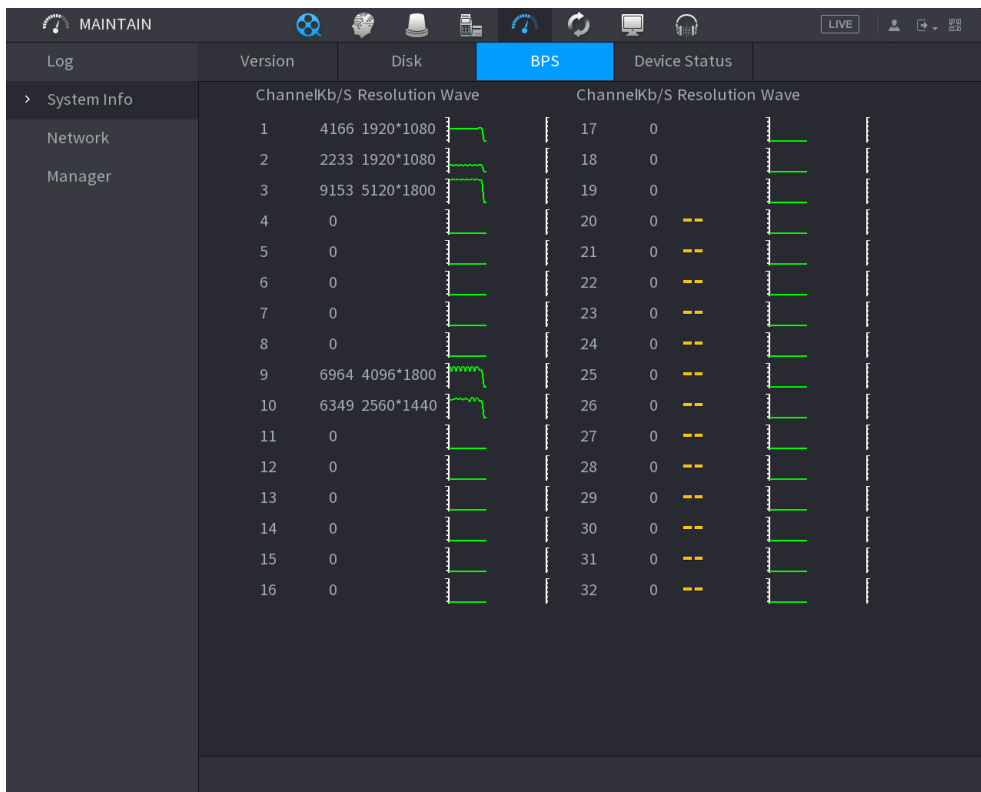 MAINTAIN LIVE
Log Version Disk BPS Device Status
> System Info ChannelKb/S Resolution Wave ChannelKb/S Resolution Wave
1 4166 1920*1080 17 0
Network
2 2233 1920*1080 18 0
Manager
3 9153 5120*1800 19 0
4 0 20 0 --
5 0 21 0 --
6 0 22 0 --
7 0 23 0 --
8 0 24 0 --
9 6964 4096*1800 25 0 --
10 6349 2560*1440 26 0 --
11 0 27 0 --
12 0 28 0 --
13 0 29 0 --
14 0 30 0 --
15 0 31 0 --
16 0 32 0 --